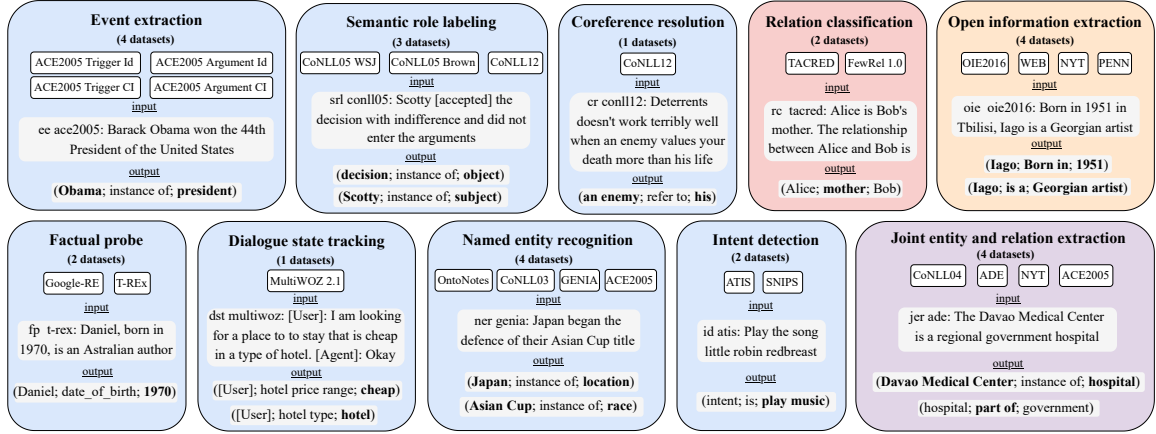 Event extraction
(4 datasets)
ACE2005 Trigger Id ACE2005 Argument Id
ACE2005 Trigger CI ACE2005 Argument CI
input
ee ace2005: Barack Obama won the 44th
President of the United States
output
(Obama; instance of; president)
Semantic role labeling
(3 datasets)
CoNLL05 WSJ CoNLL05 Brown CoNLL12
input
srl conll05: Scotty [accepted] the
decision with indifference and did not
enter the arguments
output
(decision; instance of; object)
(Scotty; instance of; subject)
Coreference resolution
(1 datasets)
CoNLL12
input
cr conll12: Deterrents
doesn't work terribly well
when an enemy values your
death more than his life
output
(an enemy; refer to; his)
Relation classification
(2 datasets)
TACRED FewRel 1.0
input
rc tacred: Alice is Bob's
mother. The relationship
between Alice and Bob is
output
(Alice; mother; Bob)
Open information extraction
(4 datasets)
OIE2016 WEB NYT PENN
input
oie oie2016: Born in 1951 in
Tbilisi, Iago is a Georgian artist
output
(Iago; Born in; 1951)
(Iago; is a; Georgian artist)
Factual probe
(2 datasets)
Google-RE T-REx
input
fp t-rex: Daniel, born in
1970, is an Astralian author
output
(Daniel; date_of_birth; 1970)
Dialogue state tracking
(1 datasets)
MultiWOZ 2.1
input
dst multiwoz: [User]: I am looking
for a place to to stay that is cheap
in a type of hotel. [Agent]: Okay
output
([User]; hotel price range; cheap)
([User]; hotel type; hotel)
Named entity recognition
(4 datasets)
OntoNotes CoNLL03 GENIA ACE2005
input
ner genia: Japan began the
defence of their Asian Cup title
output
(Japan; instance of; location)
(Asian Cup; instance of; race)
Intent detection
(2 datasets)
ATIS SNIPS
input
id atis: Play the song
little robin redbreast
output
(intent; is; play music)
Joint entity and relation extraction
(4 datasets)
CoNLL04 ADE NYT ACE2005
input
jer ade: The Davao Medical Center
is a regional government hospital
output
(Davao Medical Center; instance of; hospital)
(hospital; part of; government)